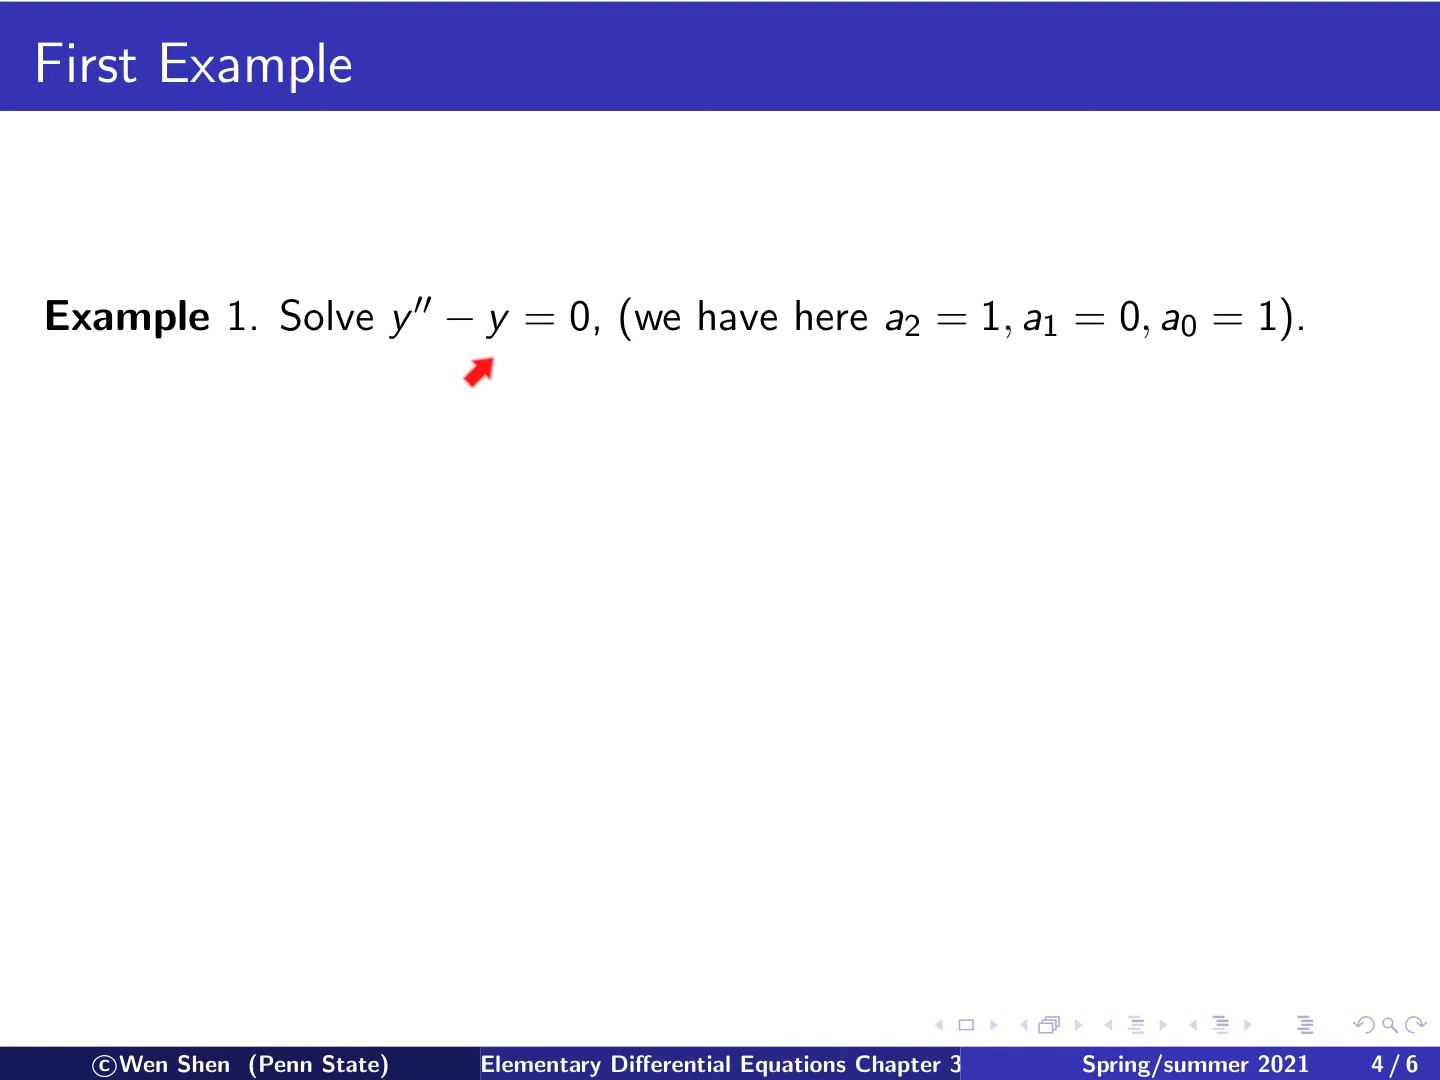 First Example
Example 1. Solve y″ − y = 0, (we have here a₂ = 1, a₁ = 0, a₀ = 1).
©Wen Shen (Penn State) Elementary Differential Equations Chapter 3 Spring/summer 2021 4 / 6